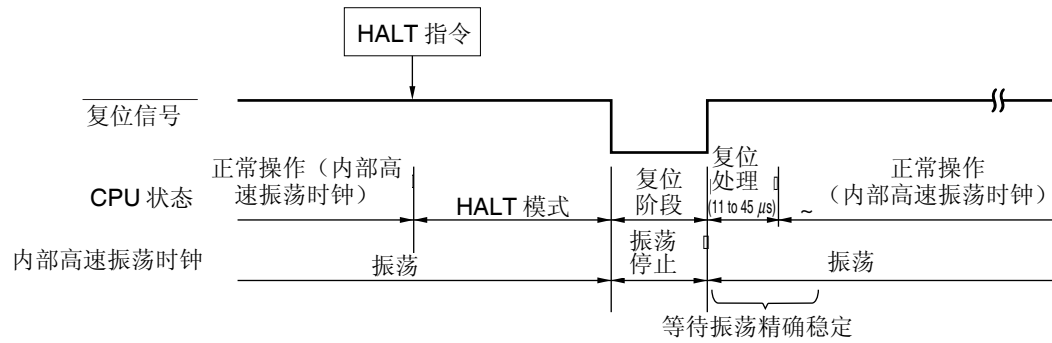 HALT 指令
复位信号
正常操作（内部高
速振荡时钟）
复位
处理
(11 to 45 μs)
复位
阶段
正常操作
（内部高速振荡时钟）
CPU 状态
HALT 模式
~
内部高速振荡时钟
振荡
振荡
停止
振荡
等待振荡精确稳定